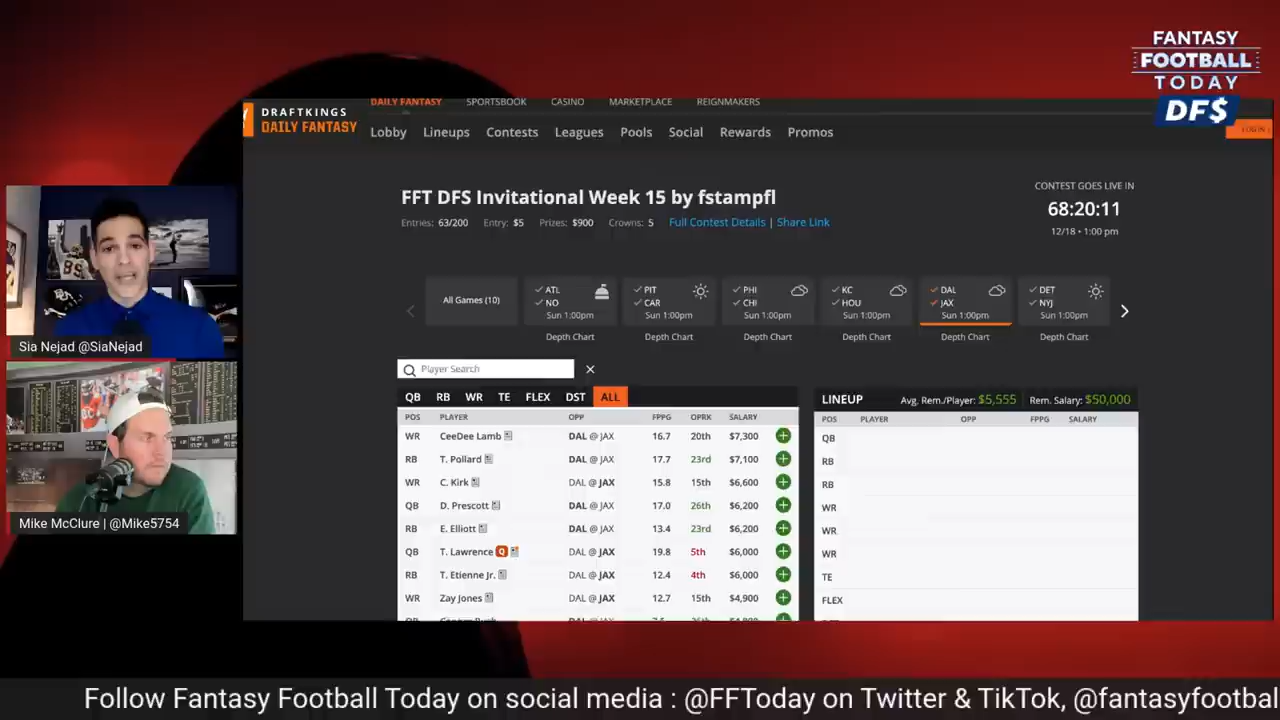 FANTASY
FOOTBALL
TODAY
DF$
DRAFTKINGS
DAILY FANTASY
DAILY FANTASY SPORTSBOOK CASINO MARKETPLACE REIGNMAKERS
Lobby Lineups Contests Leagues Pools Social Rewards Promos
LOGIN
FFT DFS Invitational Week 15 by fstampfl
Entries: 63/200 Entry: $5 Prizes: $900 Crowns: 5 Full Contest Details | Share Link
CONTEST GOES LIVE IN
68:20:11
12/18 • 1:00 pm
All Games (10)
ATL
NO
Sun 1:00pm
Depth Chart
PIT
CAR
Sun 1:00pm
Depth Chart
PHI
CHI
Sun 1:00pm
Depth Chart
KC
HOU
Sun 1:00pm
Depth Chart
DAL
JAX
Sun 1:00pm
Depth Chart
DET
NYJ
Sun 1:00pm
Depth Chart
Player Search
QB RB WR TE FLEX DST ALL
POS PLAYER OPP FPPG OPRK SALARY
WR CeeDee Lamb DAL @ JAX 16.7 20th $7,300
RB T. Pollard DAL @ JAX 17.7 23rd $7,100
WR C. Kirk DAL @ JAX 15.8 15th $6,600
QB D. Prescott DAL @ JAX 17.0 26th $6,200
RB E. Elliott DAL @ JAX 13.4 23rd $6,200
QB T. Lawrence Q DAL @ JAX 19.8 5th $6,000
RB T. Etienne Jr. DAL @ JAX 12.4 4th $6,000
WR Zay Jones DAL @ JAX 12.7 15th $4,900
LINEUP Avg. Rem./Player: $5,555 Rem. Salary: $50,000
POS PLAYER OPP FPPG SALARY
QB
RB
RB
WR
WR
WR
TE
FLEX
Sia Nejad @SiaNejad
Mike McClure | @Mike5754
Follow Fantasy Football Today on social media : @FFToday on Twitter & TikTok, @fantasyfootbal